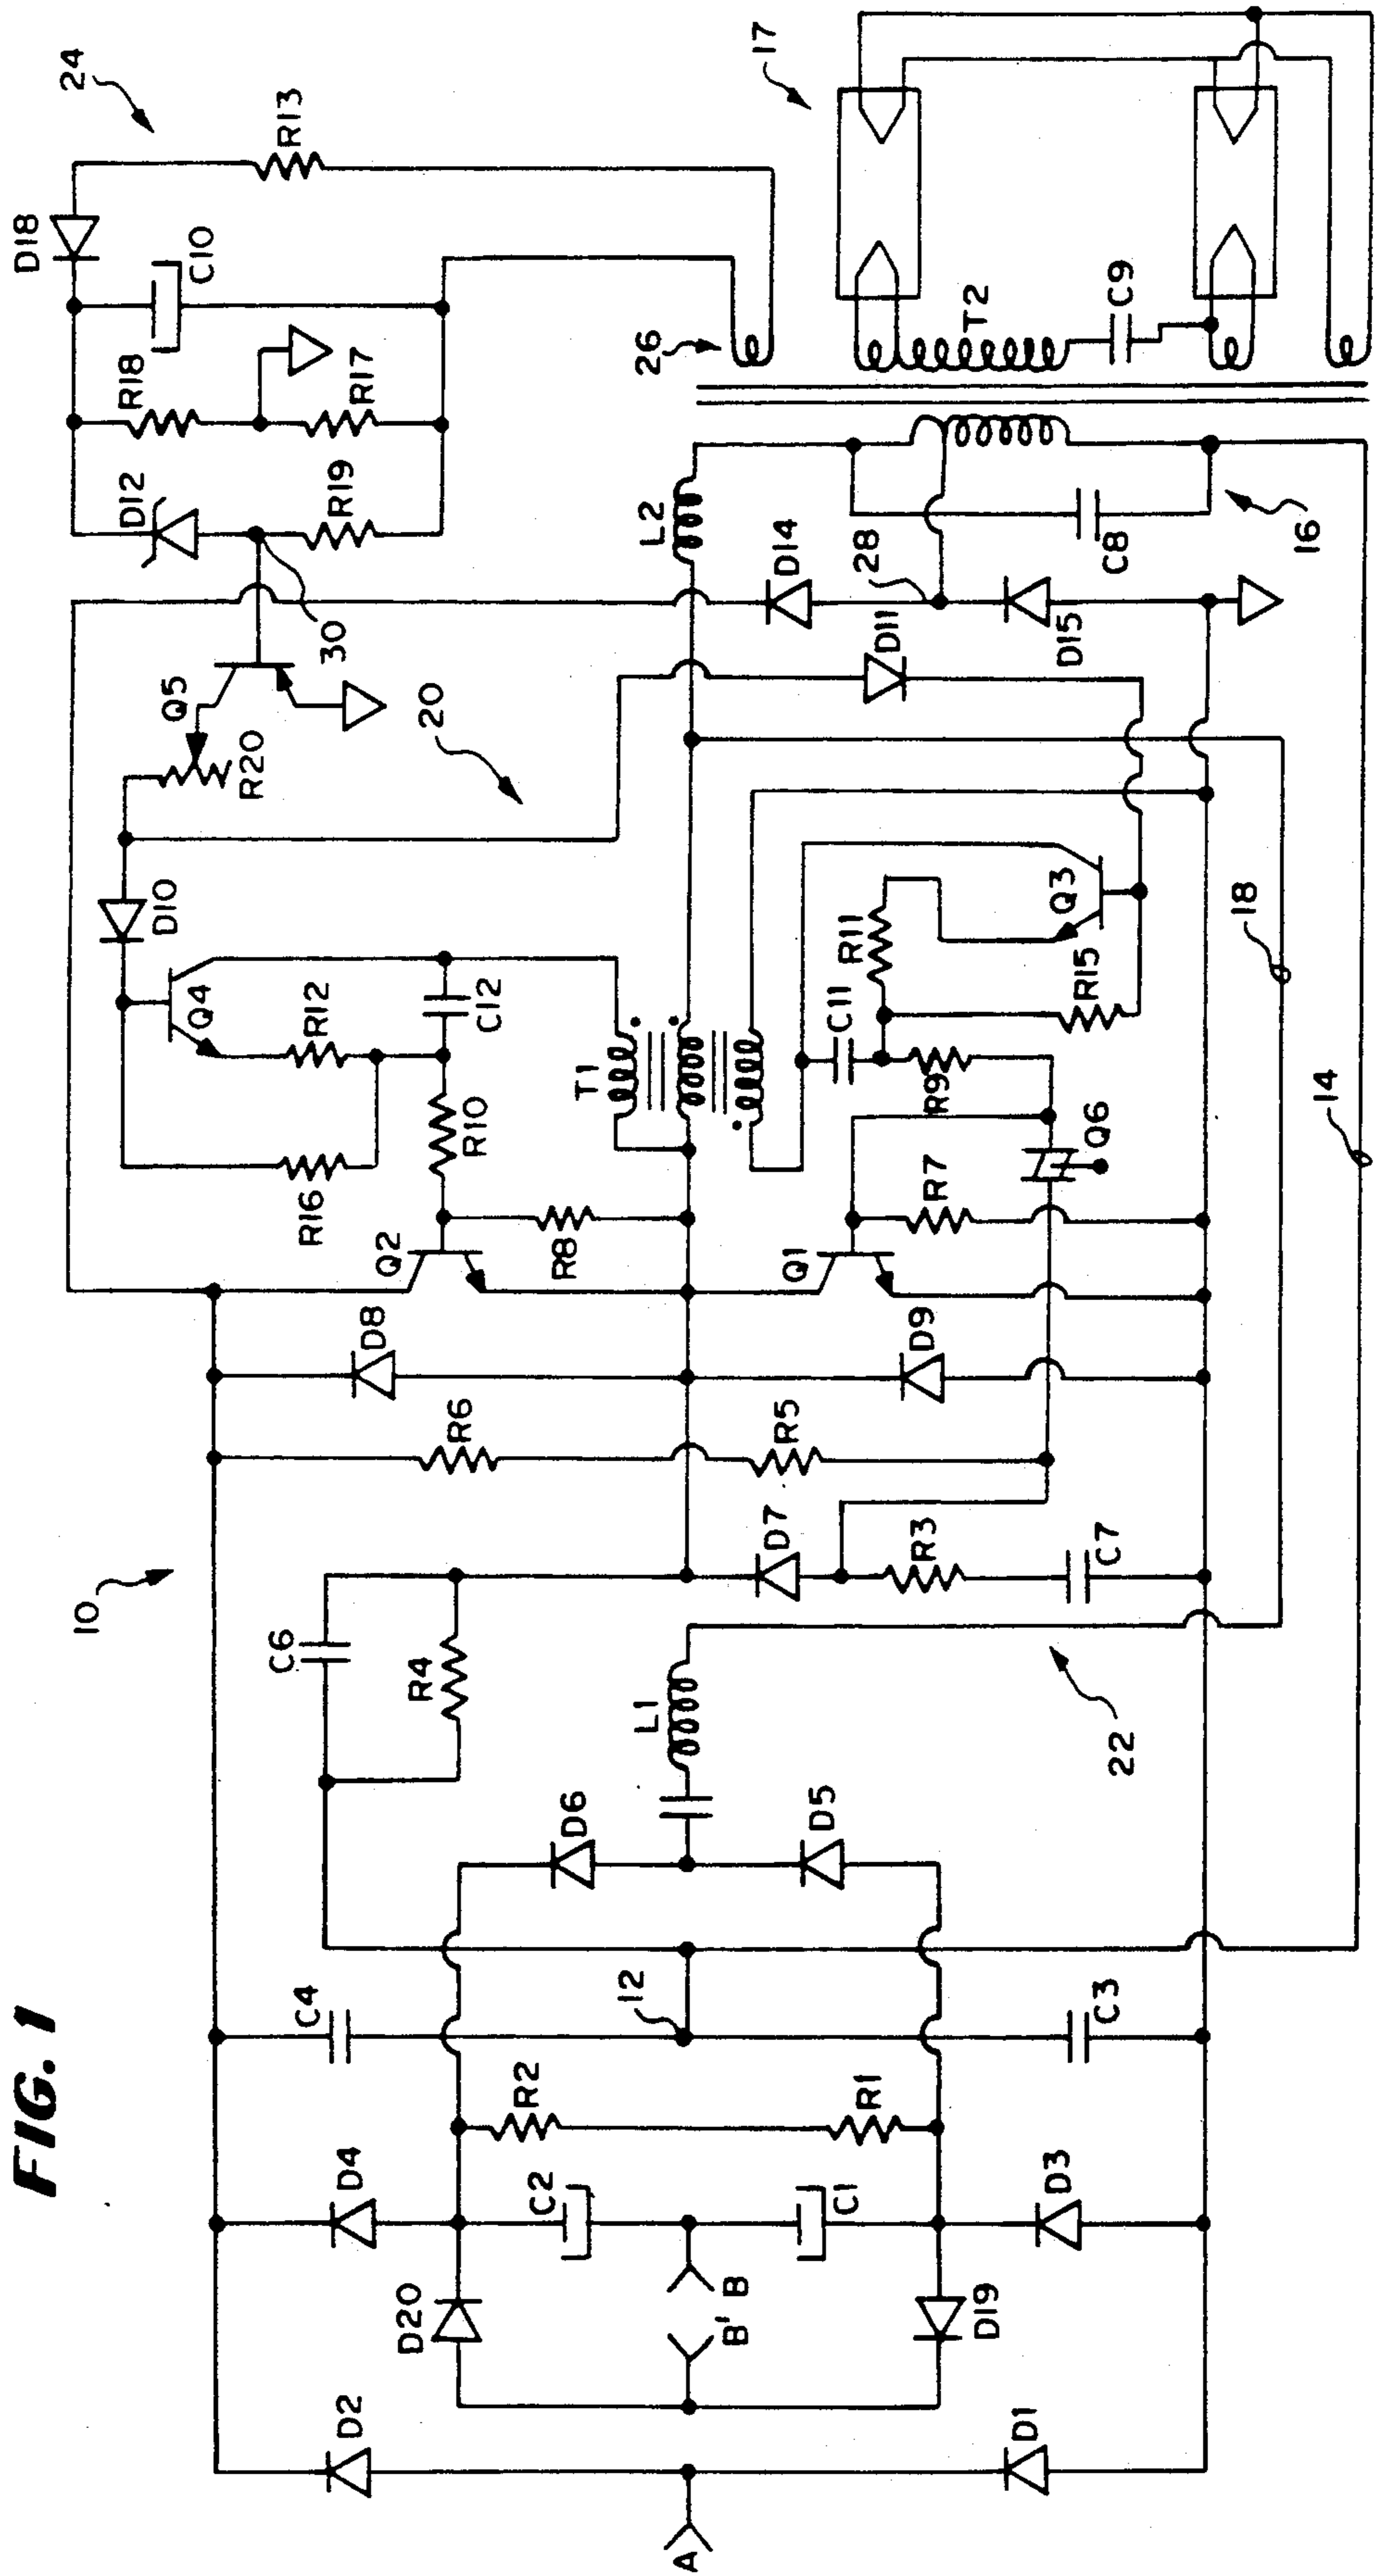 FIG. 1
10
24
D18
R13
C10
R18
R17
D12
R19
30
Q5
R20
20
D10
Q4
R12
C12
R16
R10
R8
Q2
T1
26
17
T2
C9
L2
D14
28
D11
D15
C8
16
Q3
R11
R15
C11
R9
Q6
R7
Q1
18
14
D8
D9
R6
R5
C6
R4
D7
R3
C7
L1
22
D6
D5
C4
12
C3
R2
R1
D4
C2
C1
D3
D20
B
B'
D19
D2
D1
A